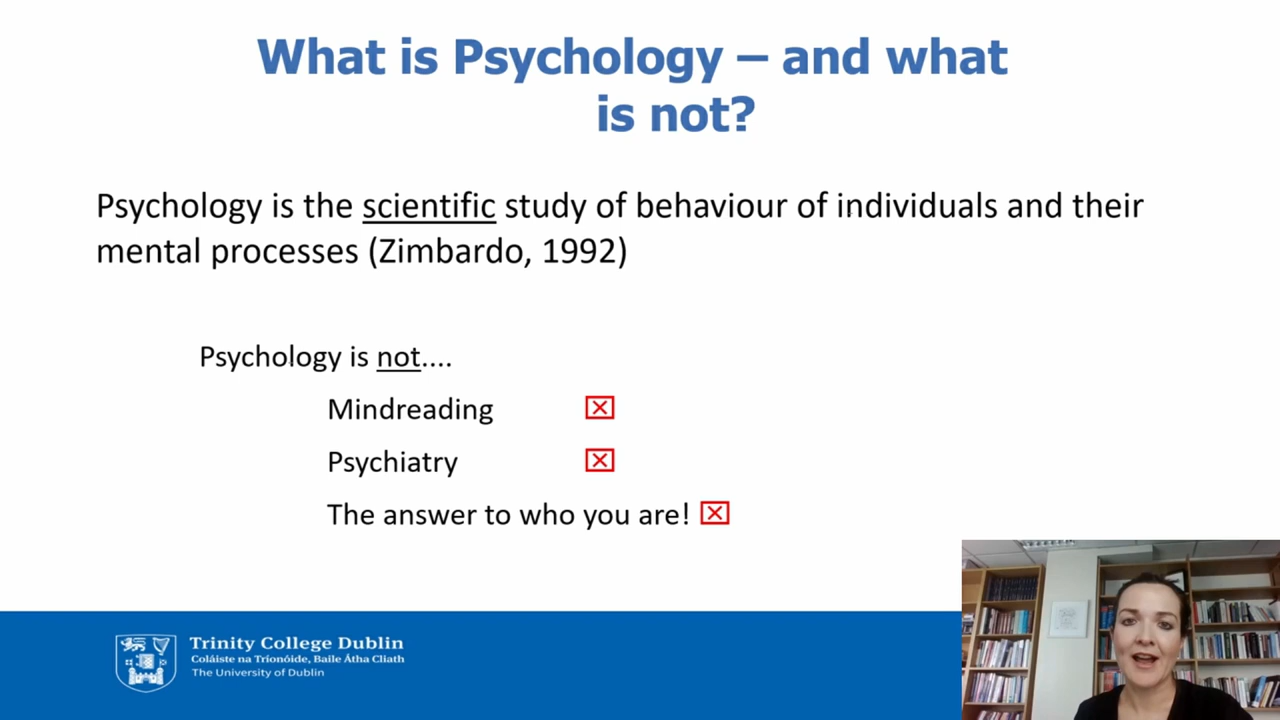 What is Psychology – and what
is not?
Psychology is the scientific study of behaviour of individuals and their
mental processes (Zimbardo, 1992)
Psychology is not....
Mindreading
Psychiatry
The answer to who you are!
Trinity College Dublin
Coláiste na Tríonóide, Baile Átha Cliath
The University of Dublin